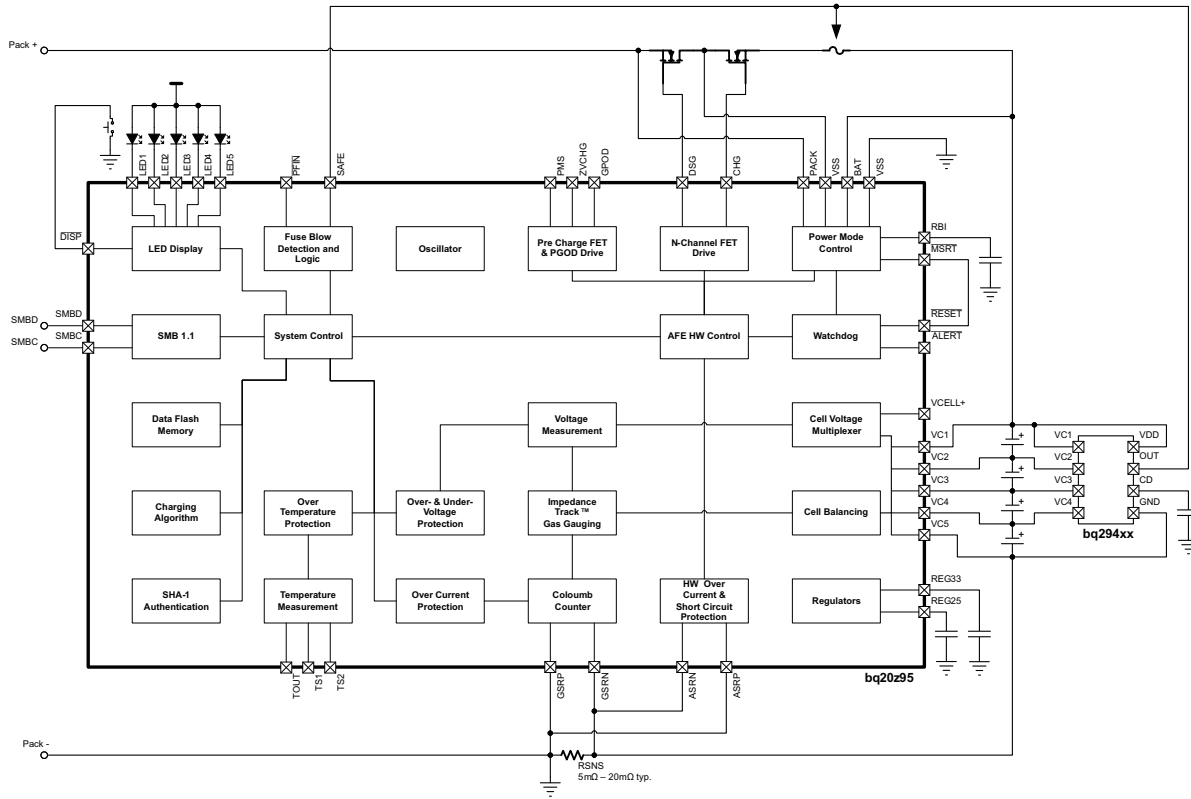 Pack +
LED1
LED2
LED3
LED4
LED5
PFIN
SAFE
PMS
ZVCHG
GPOD
DSG
CHG
PACK
VSS
BAT
VSS
DISP
LED Display
Fuse Blow
Detection and
Logic
Oscillator
Pre Charge FET
& PGOD Drive
N-Channel FET
Drive
Power Mode
Control
RBI
MSRT
SMBD
SMBD
SMBC
SMBC
SMB 1.1
System Control
AFE HW Control
Watchdog
RESET
ALERT
Data Flash
Memory
Voltage
Measurement
Cell Voltage
Multiplexer
VCELL+
VC1
VC2
VC3
VC4
VC5
+
+
+
+
VC1
VC2
VC3
VC4
VDD
OUT
CD
GND
bq294xx
Charging
Algorithm
Over
Temperature
Protection
Over- & Under-
Voltage
Protection
Impedance
Track™
Gas Gauging
Cell Balancing
SHA-1
Authentication
Temperature
Measurement
Over Current
Protection
Coloumb
Counter
HW Over
Current &
Short Circuit
Protection
Regulators
REG33
REG25
TOUT
TS1
TS2
GSRP
GSRN
ASRN
ASRP
bq20z95
Pack -
RSNS
5mΩ – 20mΩ typ.